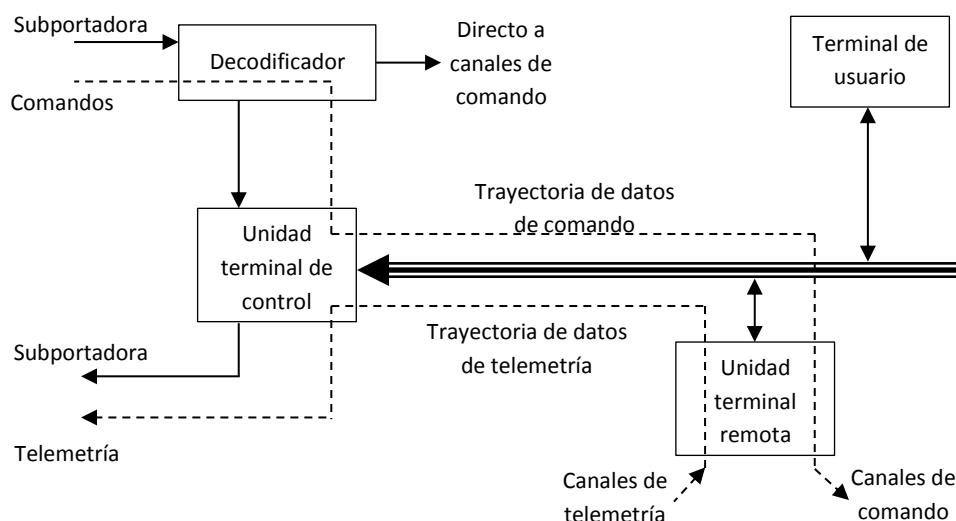 Subportadora
Comandos
Decodificador
Directo a
canales de
comando
Terminal de
usuario
Trayectoria de datos
de comando
Unidad
terminal de
control
Trayectoria de datos
de telemetría
Subportadora
Telemetría
Unidad
terminal
remota
Canales de
telemetría
Canales de
comando